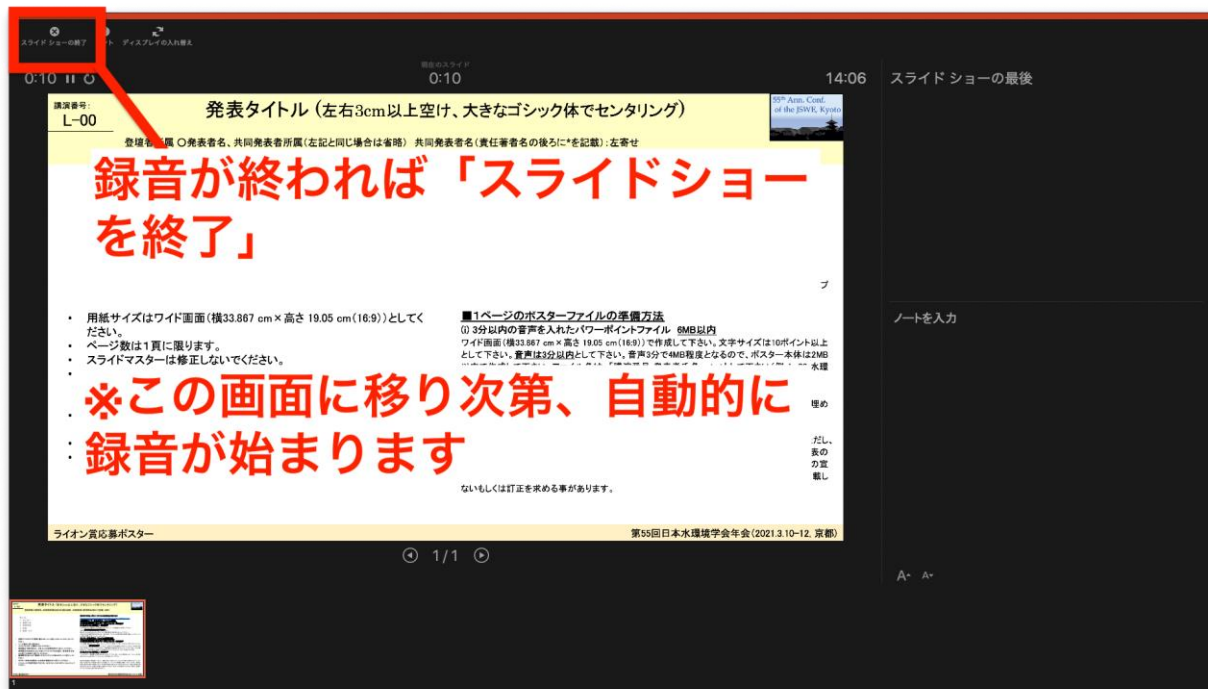 スライド ショーの終了
ディスプレイの入れ替え
0:10
現在のスライド
0:10
14:06
スライド ショーの最後
講演番号:
L-00
発表タイトル (左右3cm以上空け、大きなゴシック体でセンタリング)
55th Ann. Conf.
of the JSWE, Kyoto
属 〇発表者名、共同発表者所属(左記と同じ場合は省略) 共同発表者名(責任著者名の後ろに*を記載):左寄せ
録音が終われば「スライドショー
を終了」
プ
・ 用紙サイズはワイド画面(横33.867 cm×高さ 19.05 cm(16:9))としてく
ださい。
・ ページ数は1頁に限ります。
・ スライドマスターは修正しないでください。
■1ページのポスターファイルの準備方法
(i) 3分以内の音声を入れたパワーポイントファイル 6MB以内
ワイド画面(横33.867 cm×高さ 19.05 cm(16:9))で作成して下さい。文字サイズは10ポイント以上
として下さい。音声は3分以内として下さい。音声3分で4MB程度となるので、ポスター本体は2MB
水環
※この画面に移り次第、自動的に
録音が始まります
埋め
だし、
表の
の宣
載し
ないもしくは訂正を求める事があります。
ライオン賞応募ポスター
第55回日本水環境学会年会(2021.3.10-12, 京都)
1/1
ノートを入力
1